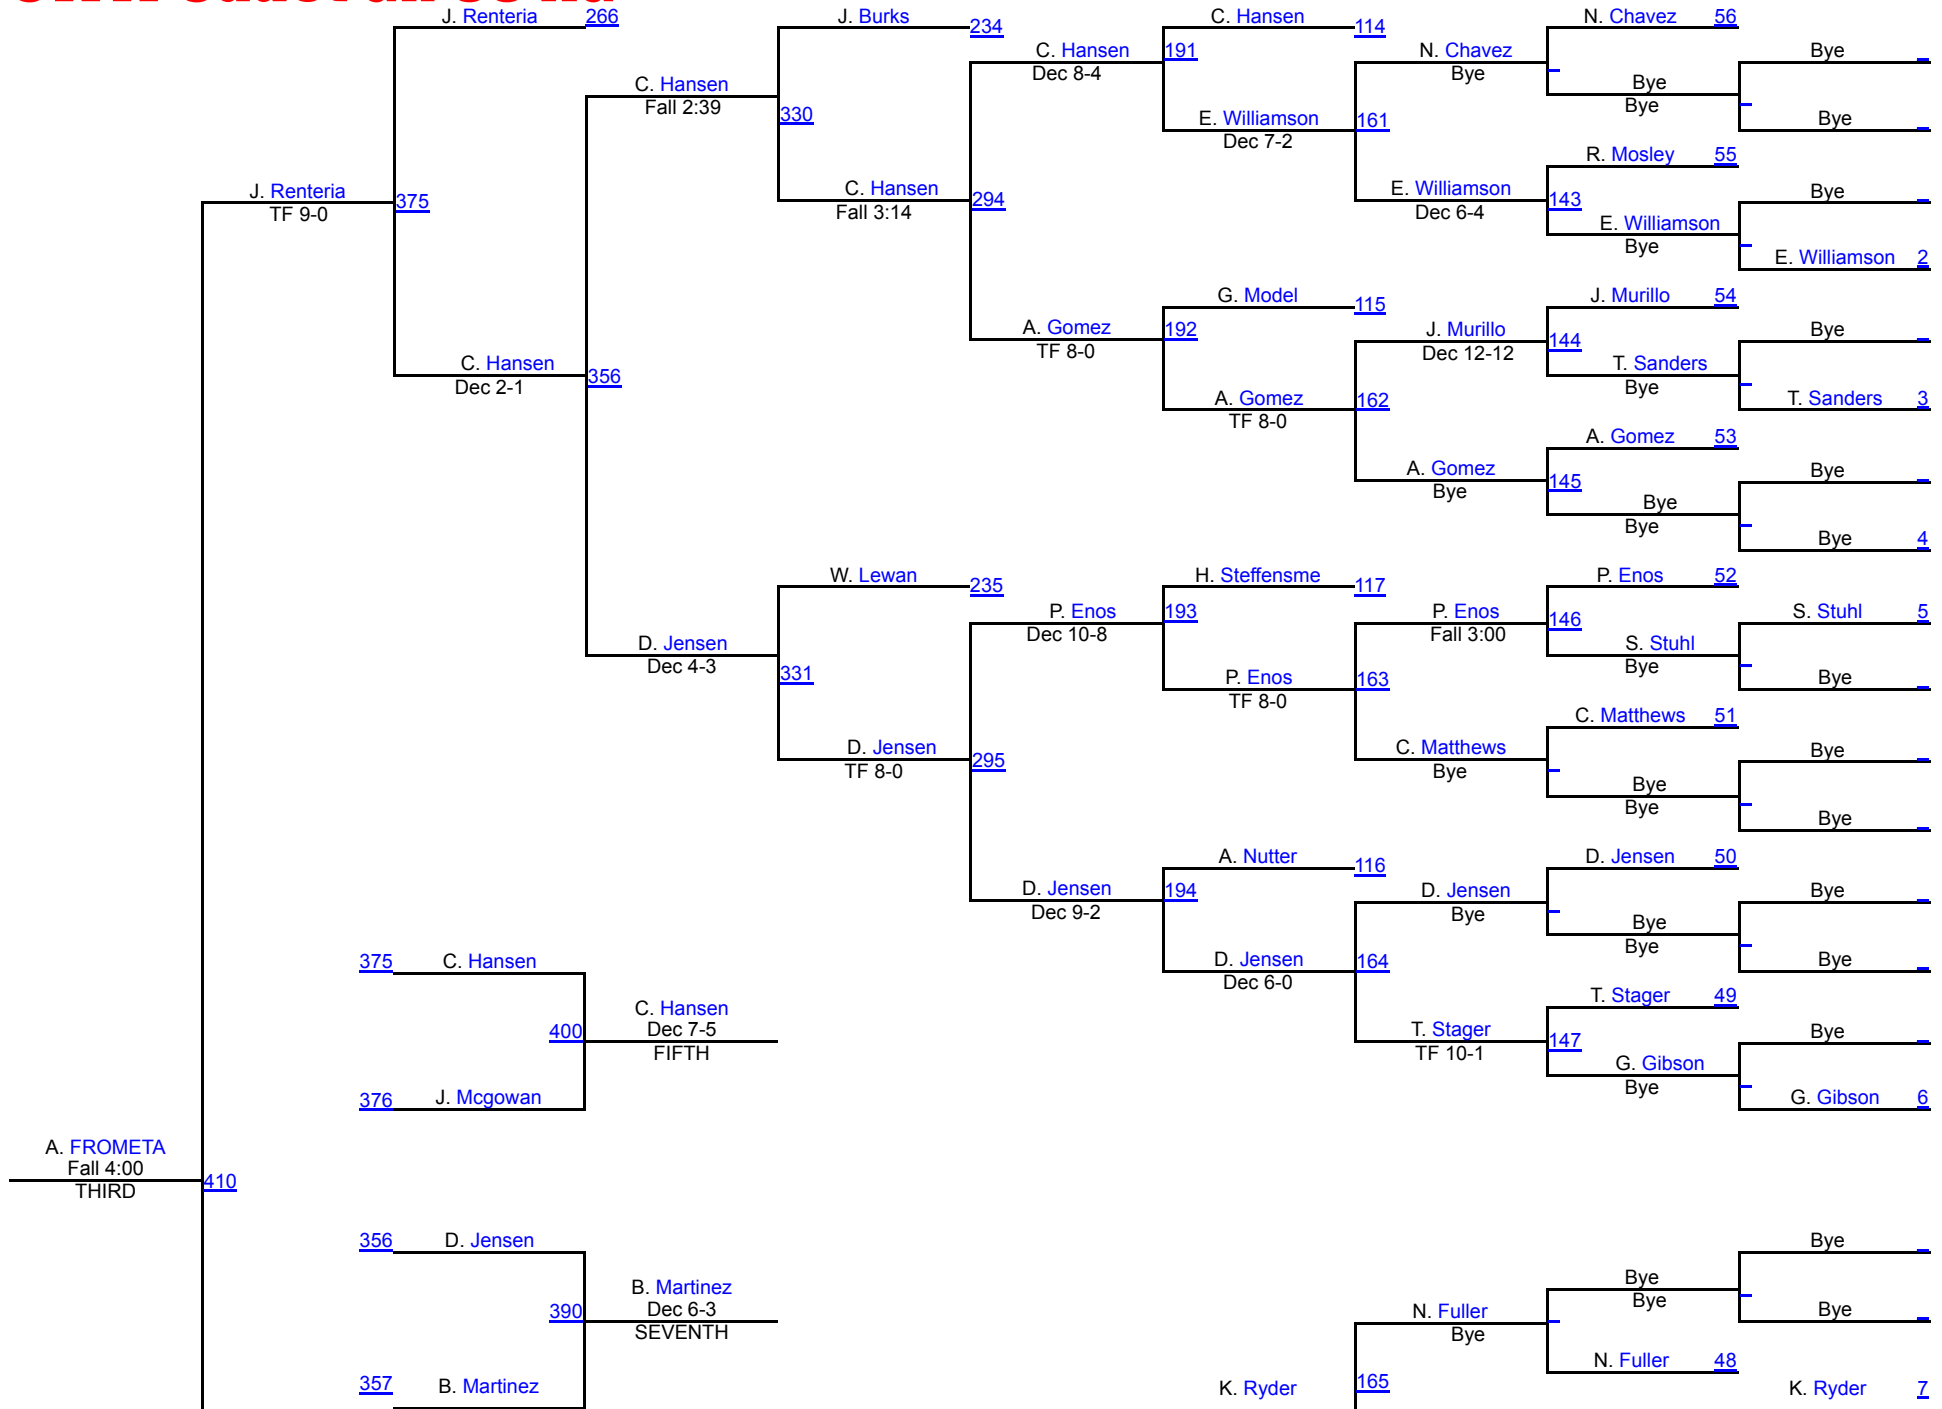 J. Renteria 266
J. Burks 234
C. Hansen 114
N. Chavez 56
C. Hansen 191
Dec 8-4
N. Chavez
Bye
Bye
Bye
Bye
C. Hansen
Fall 2:39
330
E. Williamson 161
Dec 7-2
Bye
R. Mosley 55
J. Renteria
TF 9-0
375
C. Hansen
Fall 3:14
294
E. Williamson
Dec 6-4
143
Bye
E. Williamson
Bye
E. Williamson 2
G. Model 115
J. Murillo 54
A. Gomez 192
TF 8-0
J. Murillo
Dec 12-12
144
Bye
C. Hansen
Dec 2-1
356
T. Sanders
Bye
A. Gomez 162
TF 8-0
T. Sanders 3
A. Gomez 53
A. Gomez
Bye
145
Bye
Bye
Bye
Bye 4
W. Lewan 235
H. Steffensme 117
P. Enos 52
P. Enos 193
Dec 10-8
P. Enos
Fall 3:00
146
S. Stuhl 5
D. Jensen
Dec 4-3
331
S. Stuhl
Bye
P. Enos 163
TF 8-0
Bye
C. Matthews 51
D. Jensen
TF 8-0
295
C. Matthews
Bye
Bye
Bye
Bye
Bye
A. Nutter 116
D. Jensen 50
D. Jensen 194
Dec 9-2
D. Jensen
Bye
Bye
Bye
Bye
375 C. Hansen
D. Jensen 164
Dec 6-0
Bye
C. Hansen
400 Dec 7-5
FIFTH
T. Stager 49
T. Stager
TF 10-1
147
Bye
G. Gibson
Bye
376 J. Mcgowan
G. Gibson 6
A. FROMETA
Fall 4:00
THIRD
410
356 D. Jensen
Bye
B. Martinez
390 Dec 6-3
SEVENTH
Bye
Bye
N. Fuller
Bye
Bye
N. Fuller 48
357 B. Martinez
K. Ryder 165
K. Ryder 7